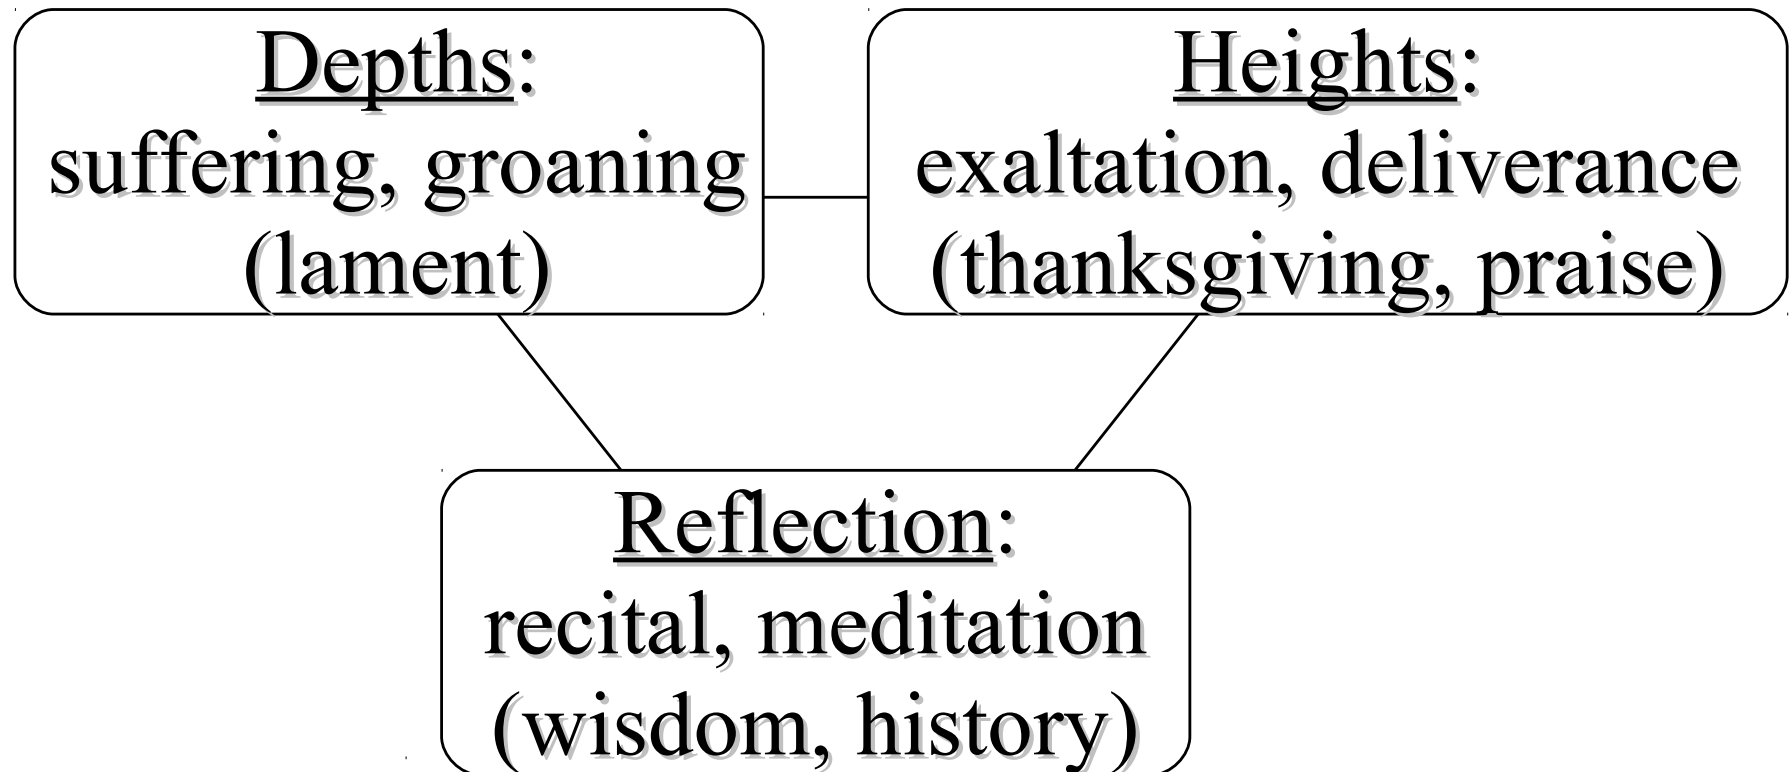 Depths:
suffering, groaning
(lament)
Heights:
exaltation, deliverance
(thanksgiving, praise)
Reflection:
recital, meditation
(wisdom, history)